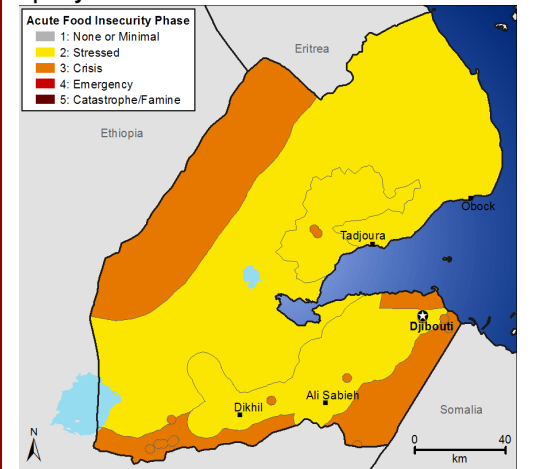 Acute Food Insecurity Phase
1: None or Minimal
2: Stressed
3: Crisis
4: Emergency
5: Catastrophe/Famine
Eritrea
Ethiopia
Obock
Tadjoura
Djibouti
Ali Sabieh
Dikhil
Somalia
N
0 40
km